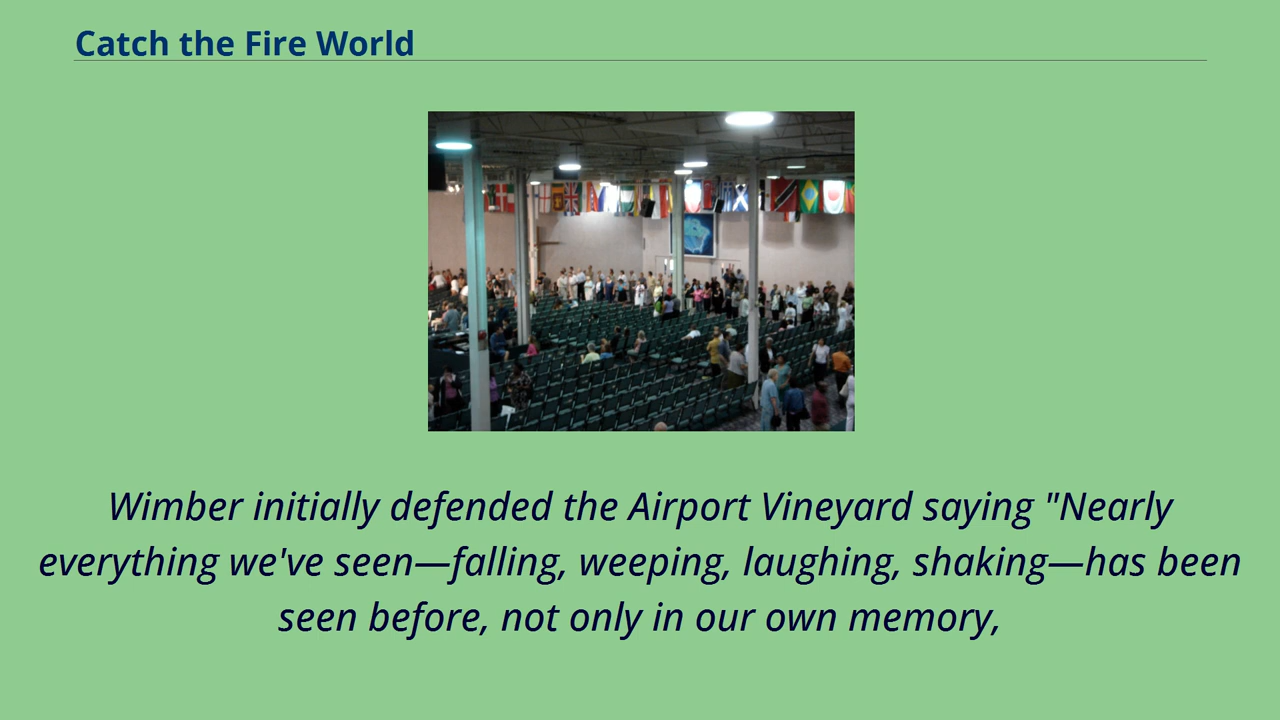 Catch the Fire World
Wimber initially defended the Airport Vineyard saying "Nearly
everything we've seen—falling, weeping, laughing, shaking—has been
seen before, not only in our own memory,